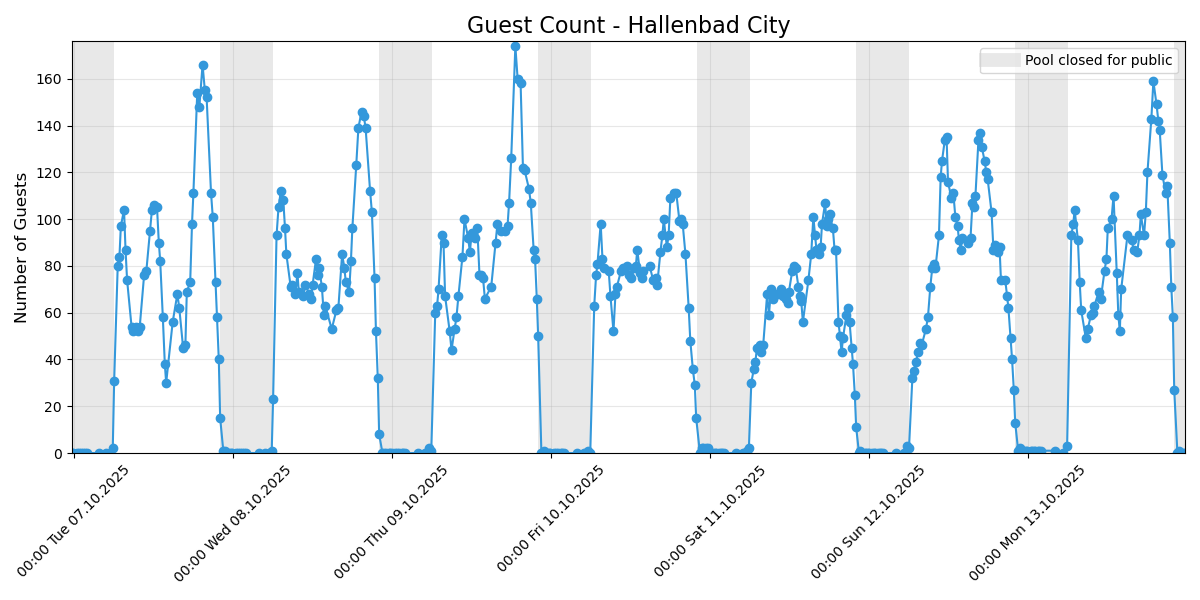 Guest Count - Hallenbad City
Pool closed for public
Number of Guests
160
140
120
100
80
60
40
20
0
00:00 Tue 07.10.2025
00:00 Wed 08.10.2025
00:00 Thu 09.10.2025
00:00 Fri 10.10.2025
00:00 Sat 11.10.2025
00:00 Sun 12.10.2025
00:00 Mon 13.10.2025